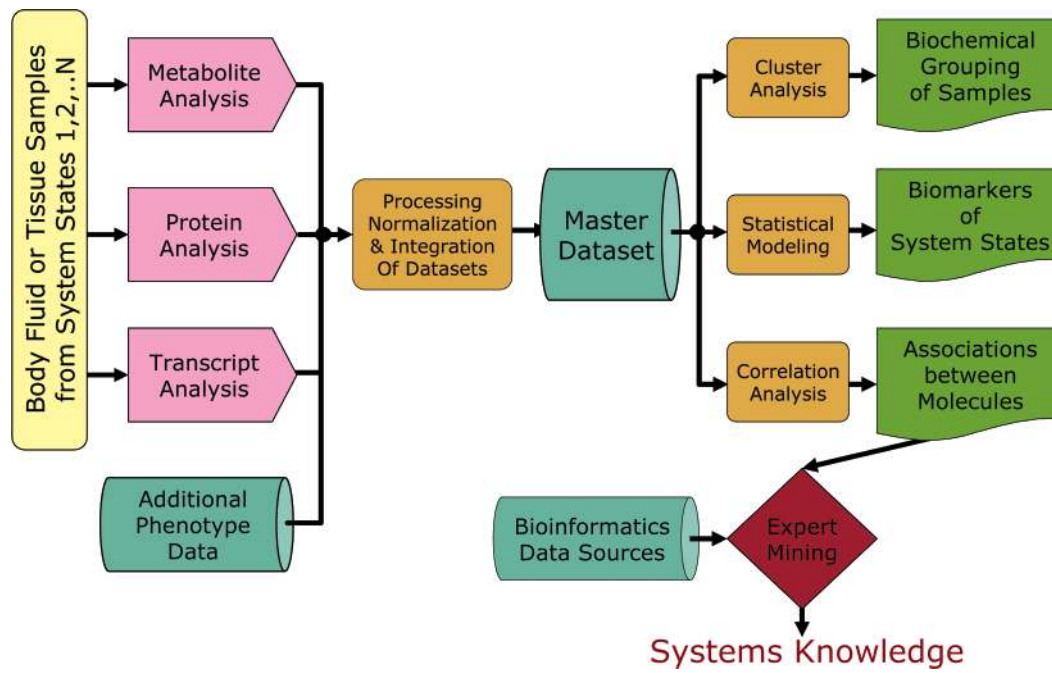 Body Fluid or Tissue Samples
from System States 1,2,..N
Metabolite
Analysis
Protein
Analysis
Transcript
Analysis
Additional
Phenotype
Data
Processing
Normalization
& Integration
Of Datasets
Master
Dataset
Cluster
Analysis
Statistical
Modeling
Correlation
Analysis
Biochemical
Grouping
of Samples
Biomarkers
of
System States
Associations
between
Molecules
Bioinformatics
Data Sources
Expert
Mining
Systems Knowledge